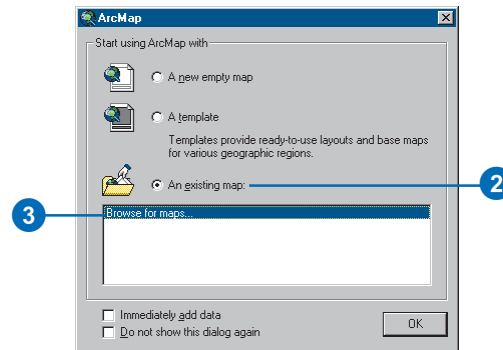 ArcMap
Start using ArcMap with
A new empty map
A template
Templates provide ready-to-use layouts and base maps
for various geographic regions.
An existing map:
2
3
Browse for maps...
Immediately add data
Do not show this dialog again
OK